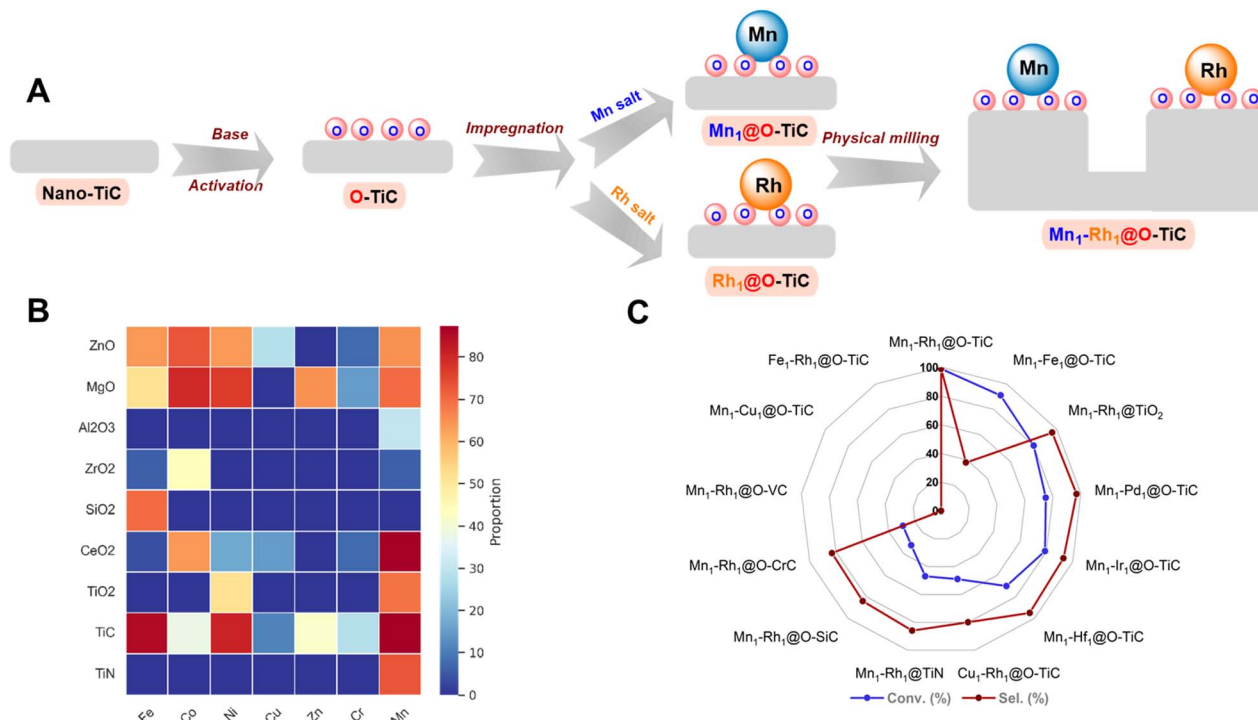 A
Nano-TiC
Base
Activation
O O O O
O-TiC
Impregnation
Mn salt
Rh salt
Mn
O O O O
Mn₁@O-TiC
Rh
O O O O
Rh₁@O-TiC
Physical milling
Mn
O O O O
Rh
O O O O
Mn₁-Rh₁@O-TiC
B
ZnO
MgO
Al2O3
ZrO2
SiO2
CeO2
TiO2
TiC
TiN
Fe Co Ni Cu Zn Cr Mn
80
70
60
50
40
30
20
10
0
Proportion
C
Mn₁-Rh₁@O-TiC
Mn₁-Fe₁@O-TiC
Mn₁-Rh₁@TiO₂
Mn₁-Pd₁@O-TiC
Mn₁-Ir₁@O-TiC
Mn₁-Hf₁@O-TiC
Cu₁-Rh₁@O-TiC
Mn₁-Rh₁@TiN
Mn₁-Rh₁@O-SiC
Mn₁-Rh₁@O-CrC
Mn₁-Rh₁@O-VC
Mn₁-Cu₁@O-TiC
Fe₁-Rh₁@O-TiC
100
80
60
40
20
0
Conv. (%) Sel. (%)